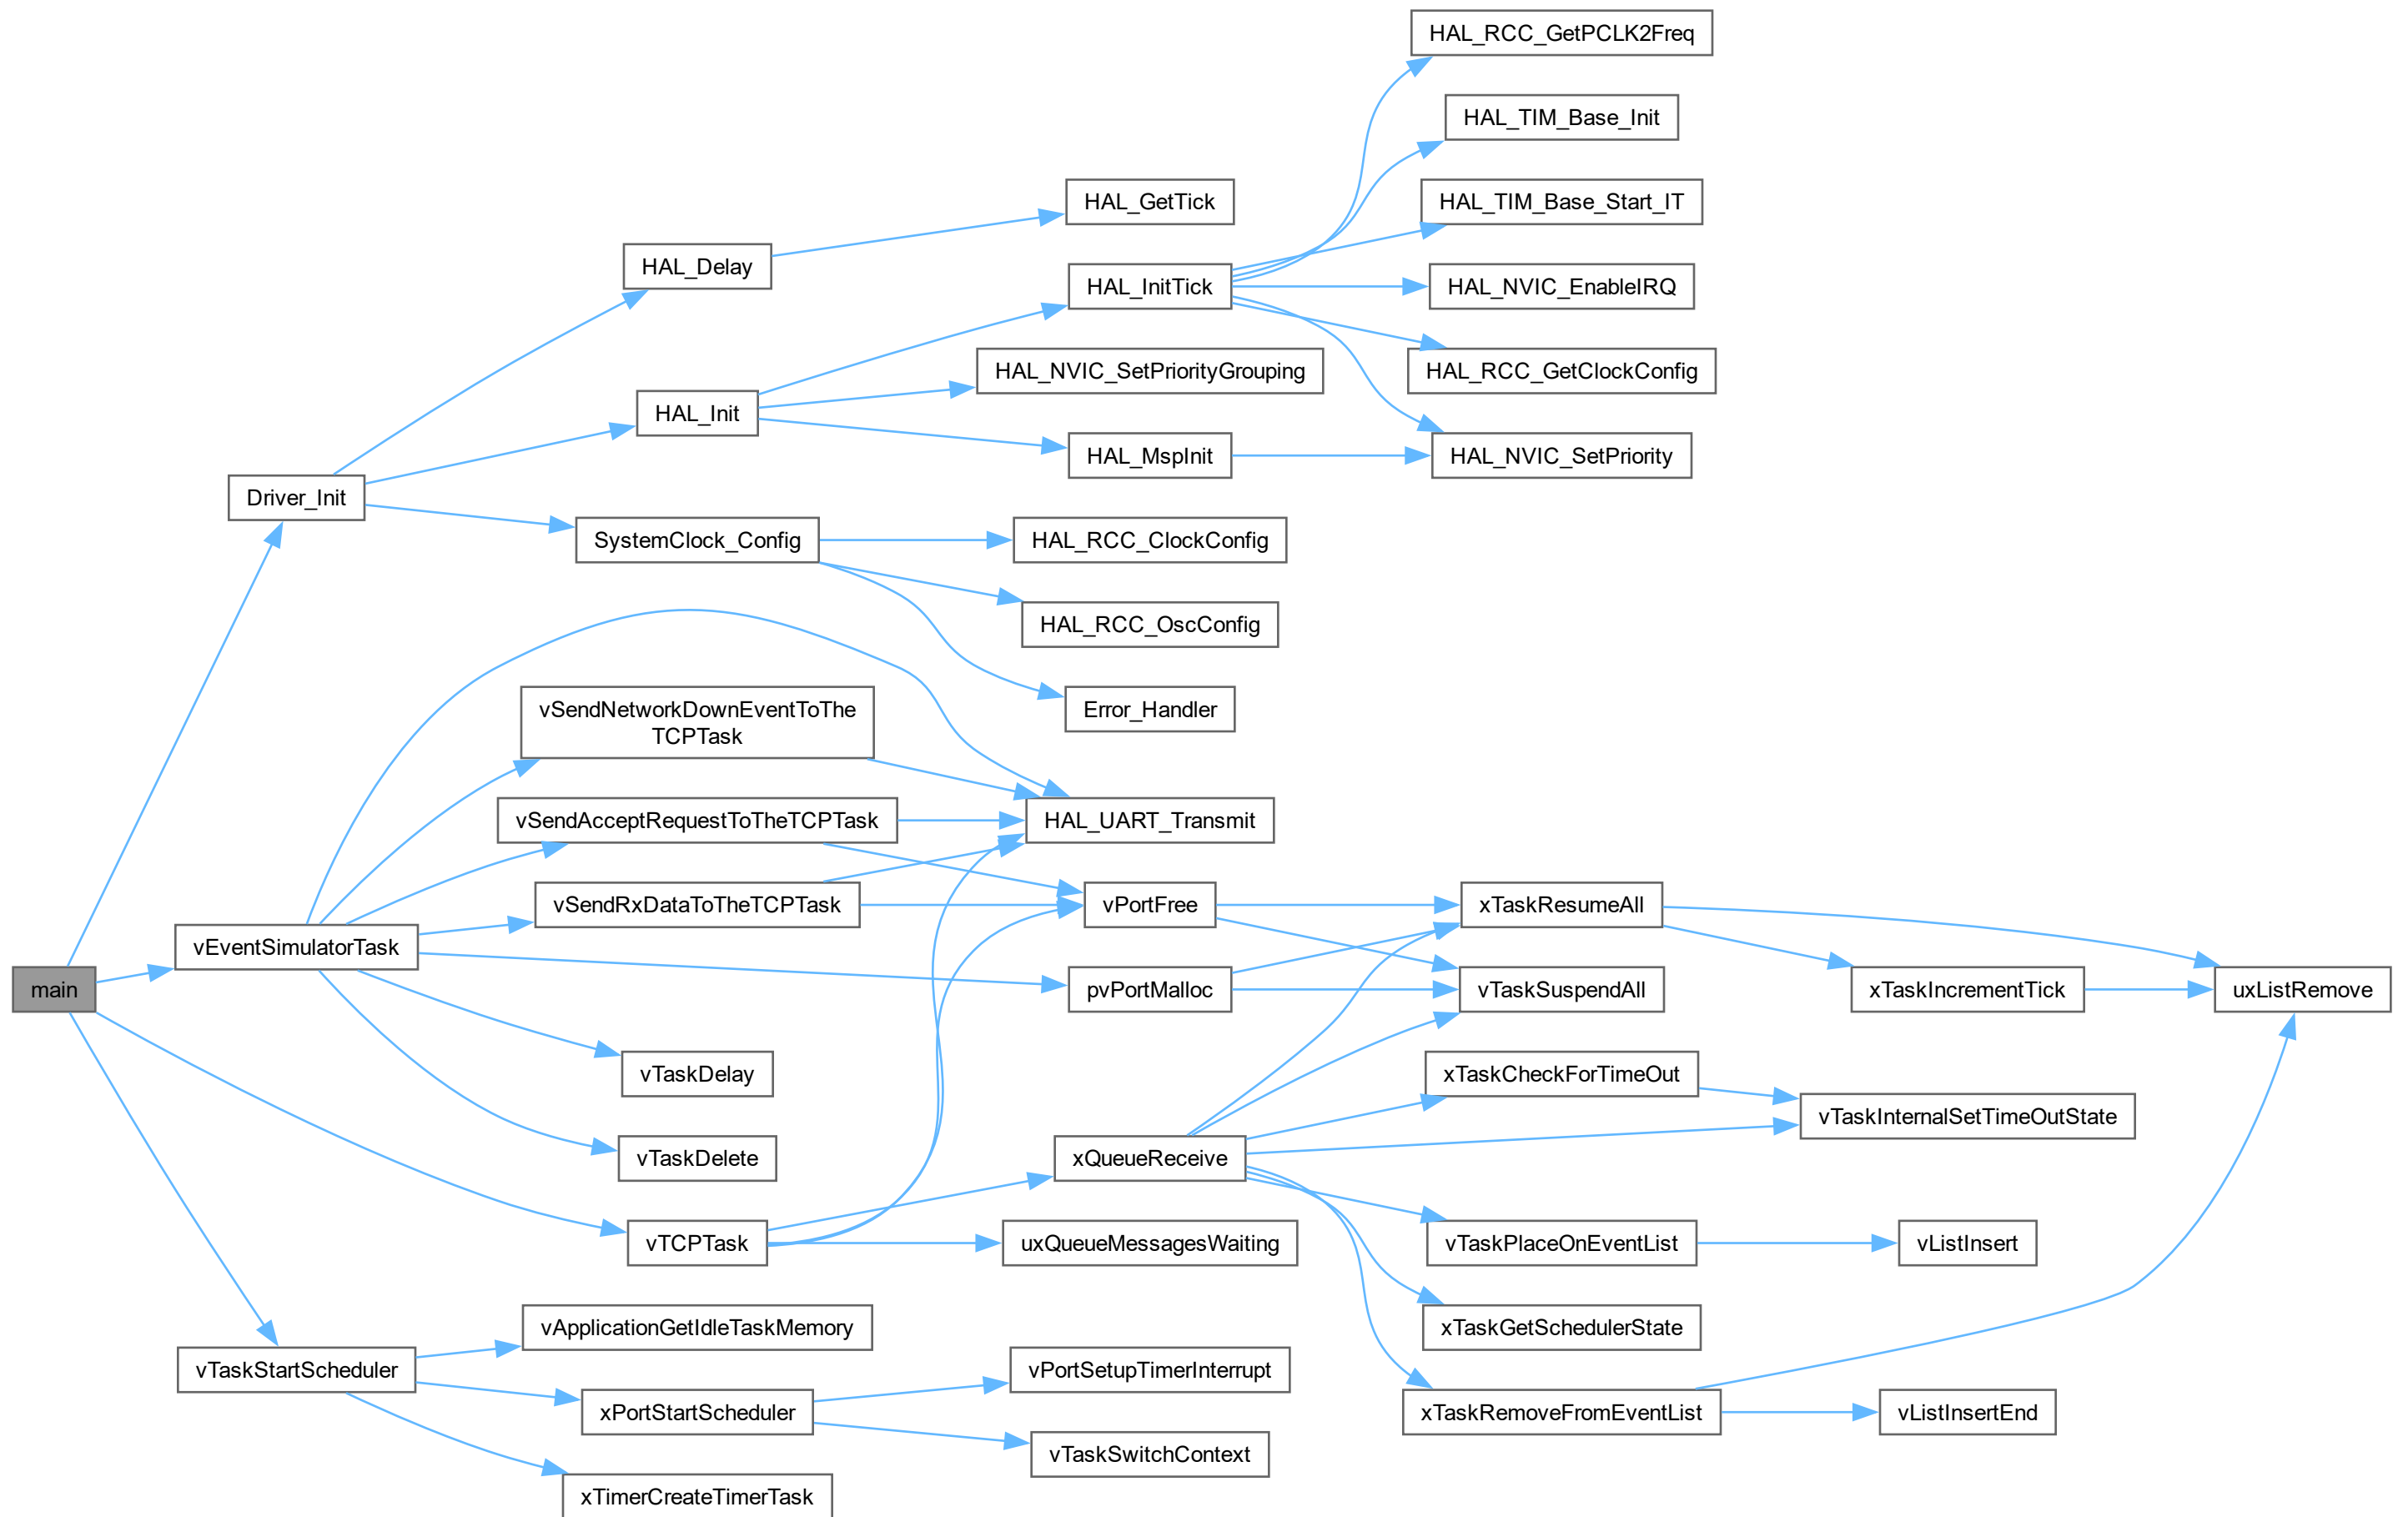 HAL_RCC_GetPCLK2Freq
HAL_TIM_Base_Init
HAL_GetTick
HAL_TIM_Base_Start_IT
HAL_Delay
HAL_InitTick
HAL_NVIC_EnableIRQ
HAL_NVIC_SetPriorityGrouping
HAL_RCC_GetClockConfig
HAL_Init
HAL_MspInit
HAL_NVIC_SetPriority
Driver_Init
SystemClock_Config
HAL_RCC_ClockConfig
HAL_RCC_OscConfig
Error_Handler
vSendNetworkDownEventToThe
TCPTask
vSendAcceptRequestToTheTCPTask
HAL_UART_Transmit
vSendRxDataToTheTCPTask
vPortFree
xTaskResumeAll
vEventSimulatorTask
main
pvPortMalloc
vTaskSuspendAll
xTaskIncrementTick
uxListRemove
vTaskDelay
xTaskCheckForTimeOut
vTaskInternalSetTimeOutState
vTaskDelete
xQueueReceive
vTCPTask
uxQueueMessagesWaiting
vTaskPlaceOnEventList
vListInsert
vApplicationGetIdleTaskMemory
xTaskGetSchedulerState
vTaskStartScheduler
vPortSetupTimerInterrupt
xPortStartScheduler
xTaskRemoveFromEventList
vListInsertEnd
vTaskSwitchContext
xTimerCreateTimerTask